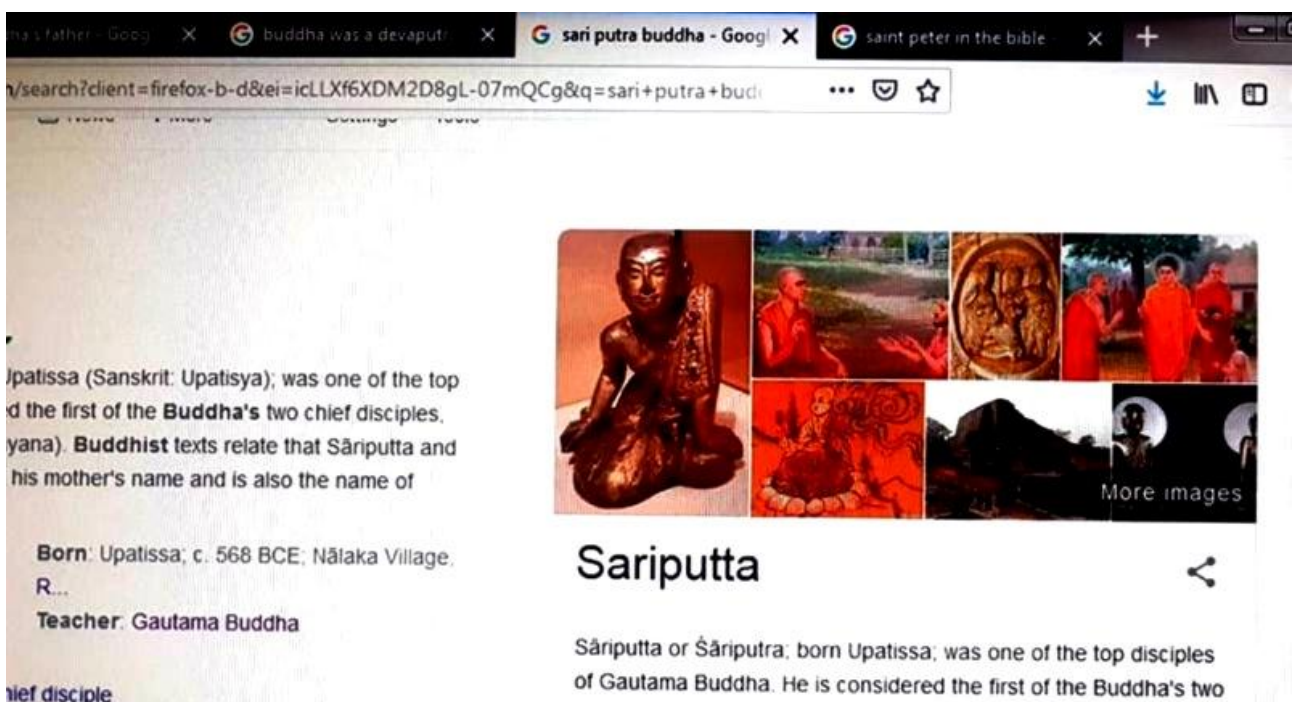 buddha was a devaput
sari putra buddha - Googl
saint peter in the bible
/search?client=firefox-b-d&ei=icLLXf6XDM2D8gL-07mQCg&q=sari+putra+bud
More images
Upatissa (Sanskrit: Upatisya); was one of the top
d the first of the Buddha's two chief disciples,
yana). Buddhist texts relate that Sāriputta and
his mother's name and is also the name of
Born: Upatissa; c. 568 BCE; Nālaka Village,
R...
Teacher: Gautama Buddha
hief disciple
Sariputta
Sāriputta or Śāriputra; born Upatissa; was one of the top disciples
of Gautama Buddha. He is considered the first of the Buddha's two